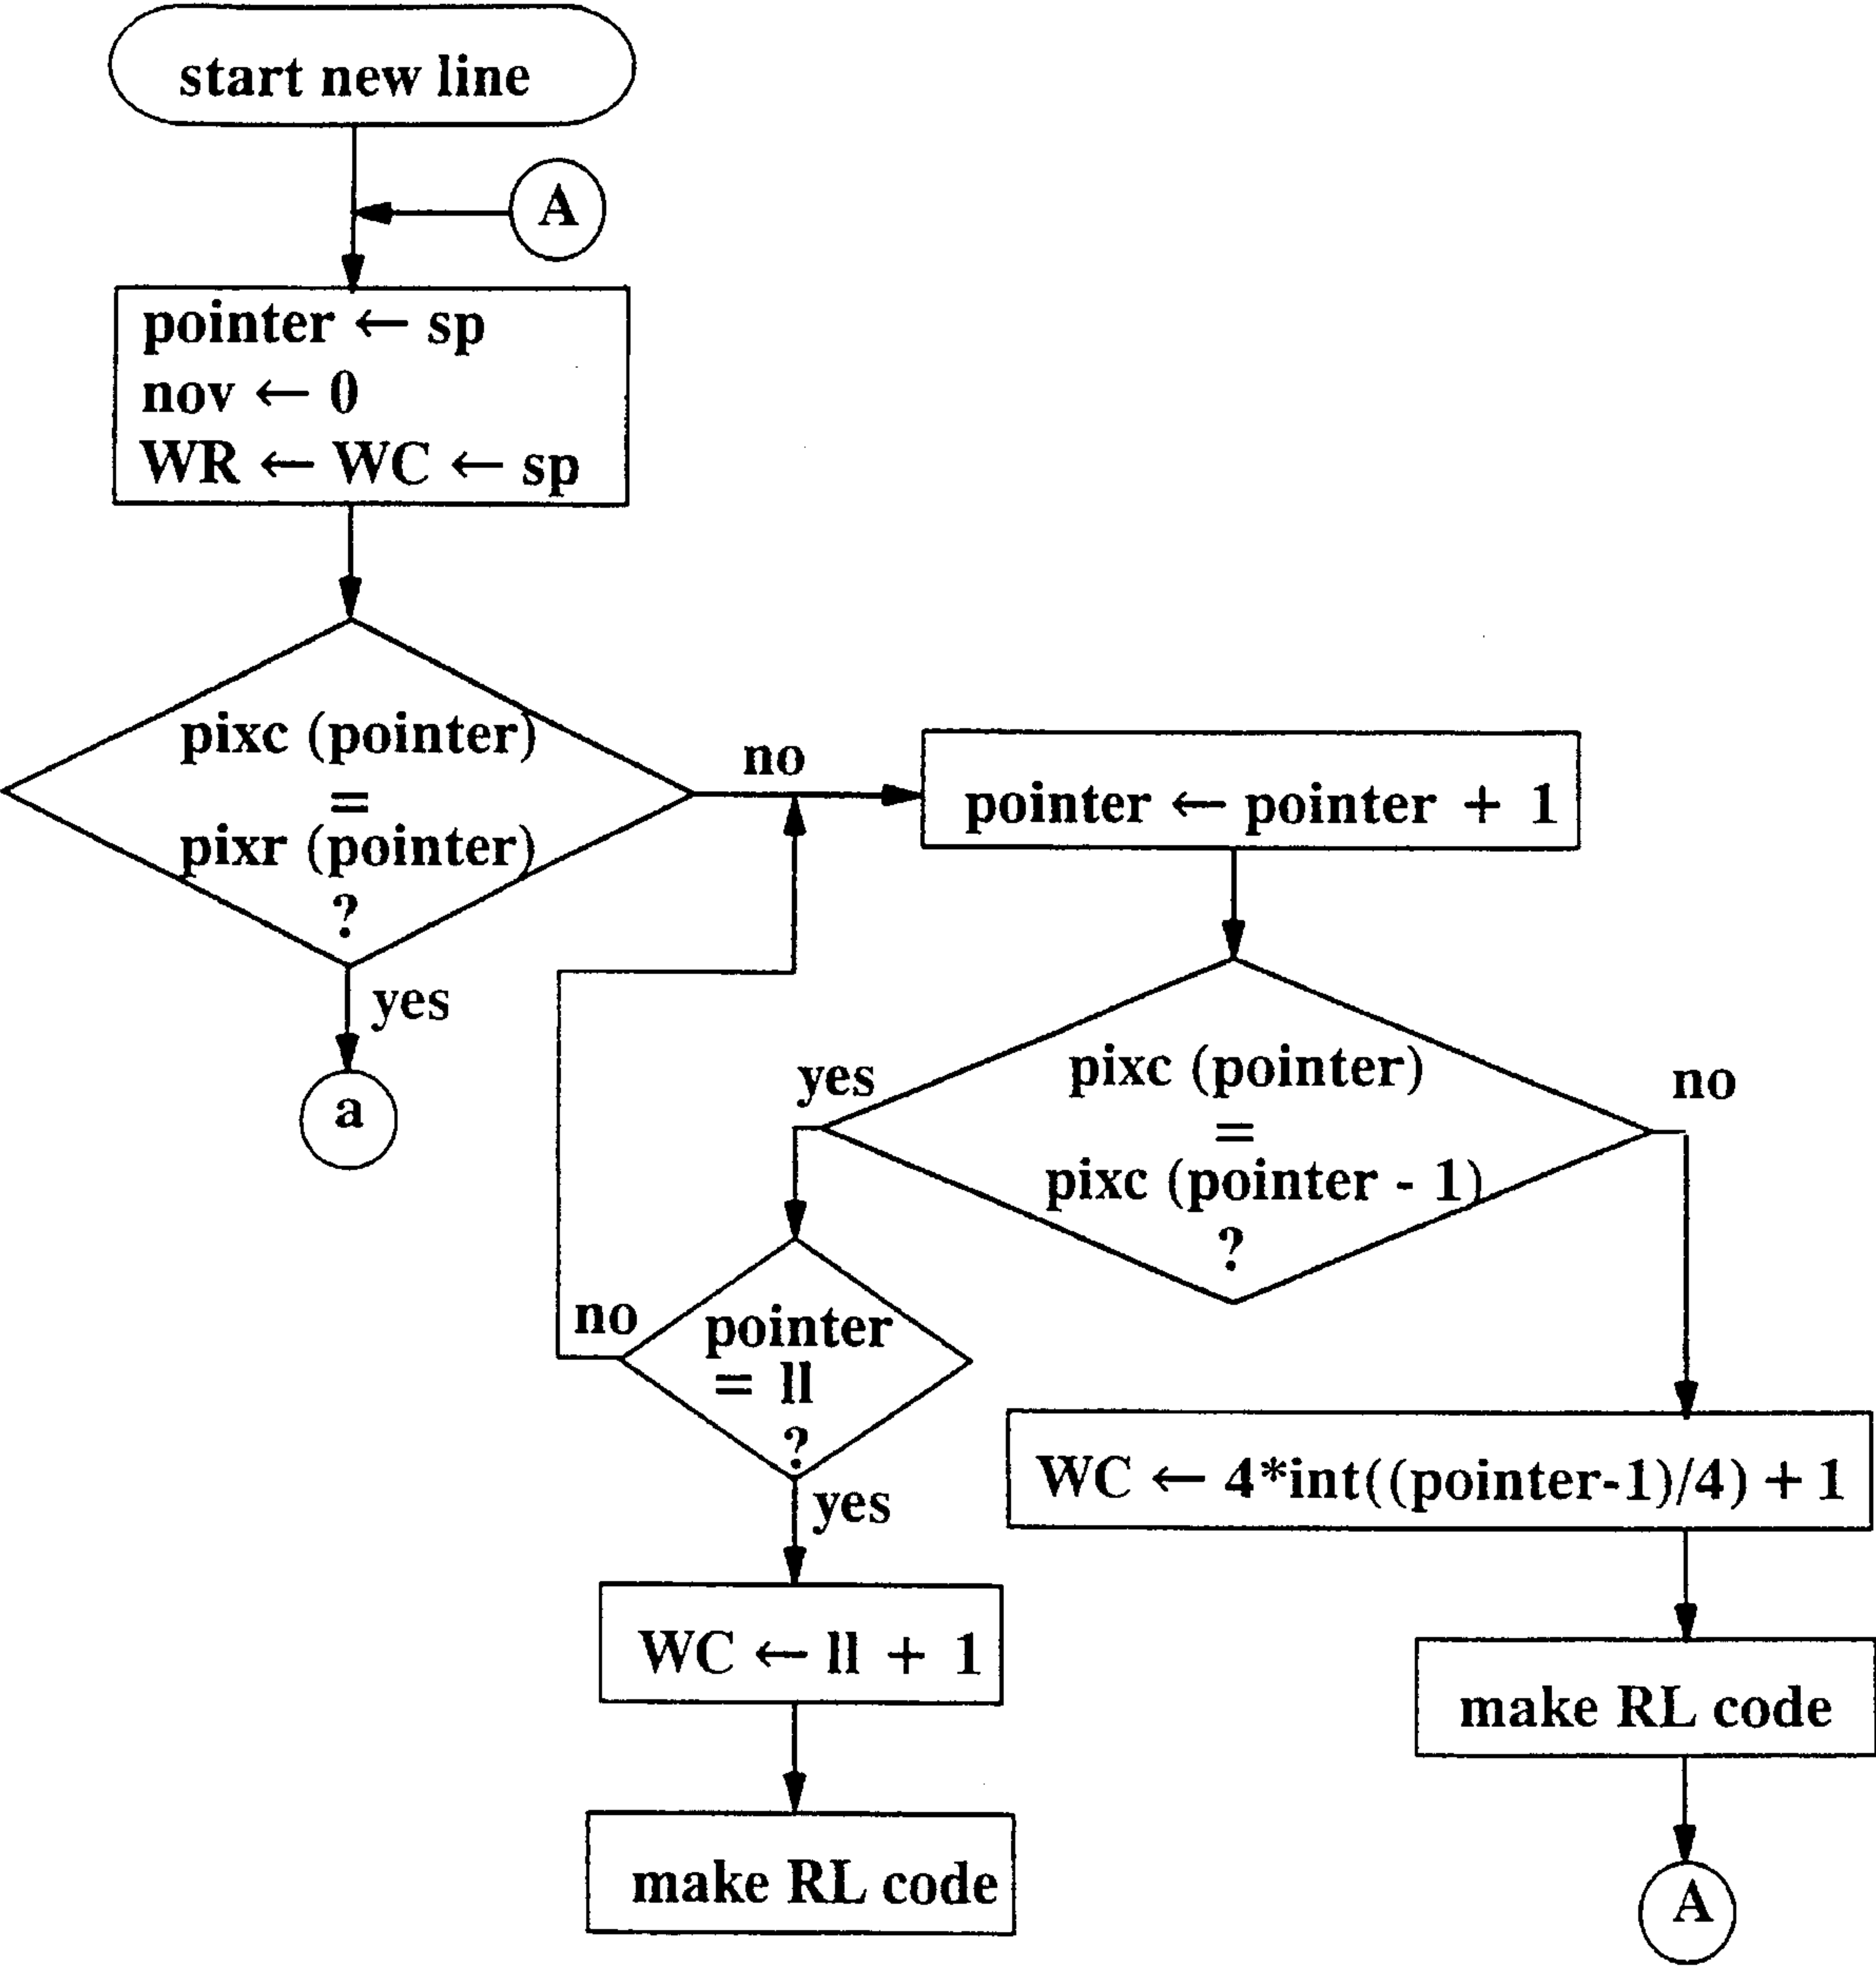 start new line
A
pointer ← sp
nov ← 0
WR ← WC ← sp
pixc (pointer)
=
pixr (pointer)
?
no
yes
a
pointer ← pointer + 1
pixc (pointer)
=
pixc (pointer - 1)
?
yes
no
pointer
= ll
?
no
yes
WC ← ll + 1
make RL code
WC ← 4*int((pointer-1)/4) + 1
make RL code
A